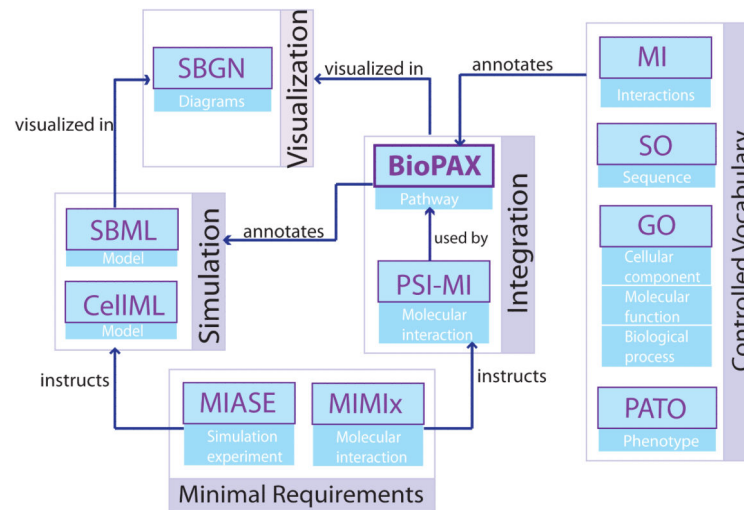 SBGN
Diagrams
Visualization
visualized in
visualized in
annotates
MI
Interactions
SO
Sequence
GO
Cellular
component
Molecular
function
Biological
process
PATO
Phenotype
Controlled Vocabulary
BioPAX
Pathway
used by
PSI-MI
Molecular
interaction
Integration
annotates
SBML
Model
CellML
Model
Simulation
instructs
instructs
MIASE
Simulation
experiment
MIMIx
Molecular
interaction
Minimal Requirements